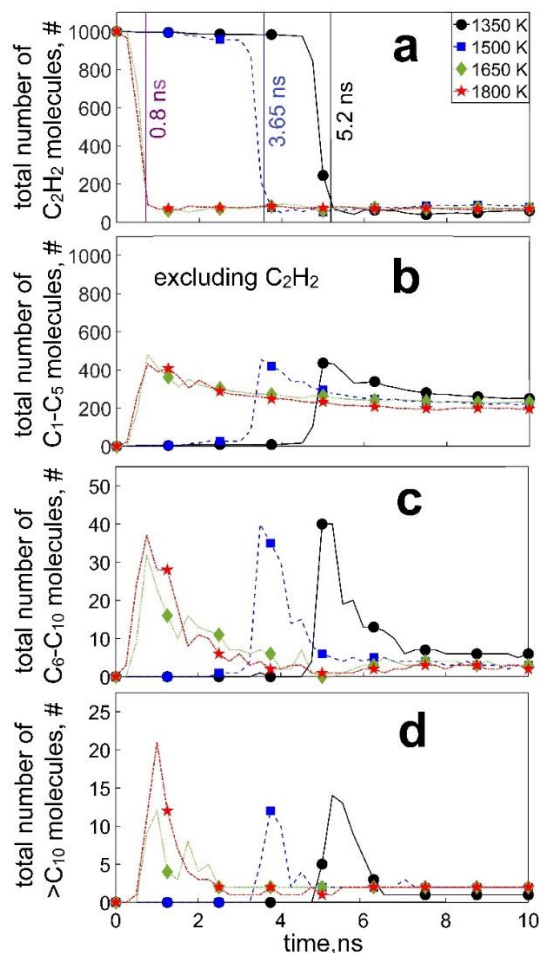 total number of
C₂H₂ molecules, #
1000
800
600
400
200
0
a
0.8 ns
3.65 ns
5.2 ns
1350 K
1500 K
1650 K
1800 K
total number of
C₁-C₅ molecules, #
1000
800
600
400
200
0
excluding C₂H₂
b
total number of
C₆-C₁₀ molecules, #
50
40
30
20
10
0
c
total number of
>C₁₀ molecules, #
25
20
15
10
5
0
d
0
2
4
6
8
10
time,ns